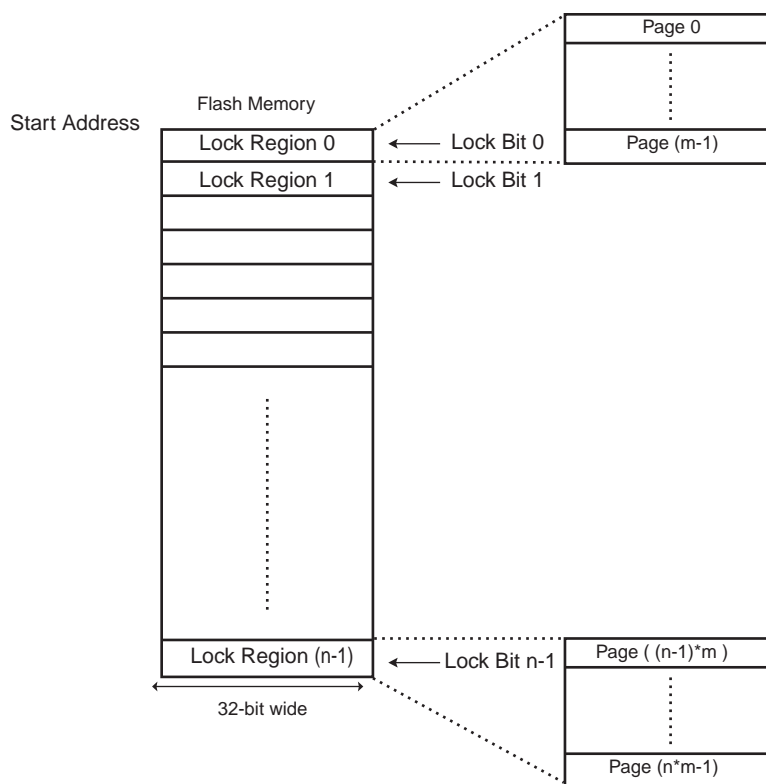 Page 0
Flash Memory
Start Address
Lock Region 0
Lock Bit 0
Page (m-1)
Lock Region 1
Lock Bit 1
Lock Region (n-1)
Lock Bit n-1
Page ( (n-1)*m )
32-bit wide
Page (n*m-1)